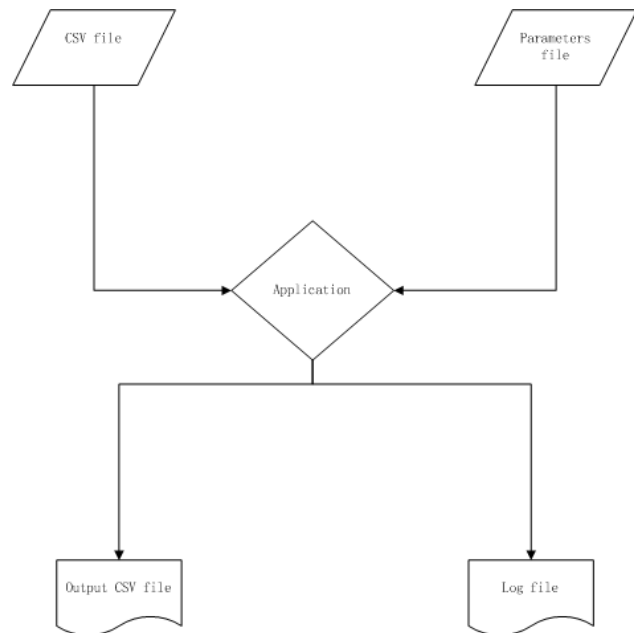 CSV file
Parameters
file
Application
Output CSV file
Log file